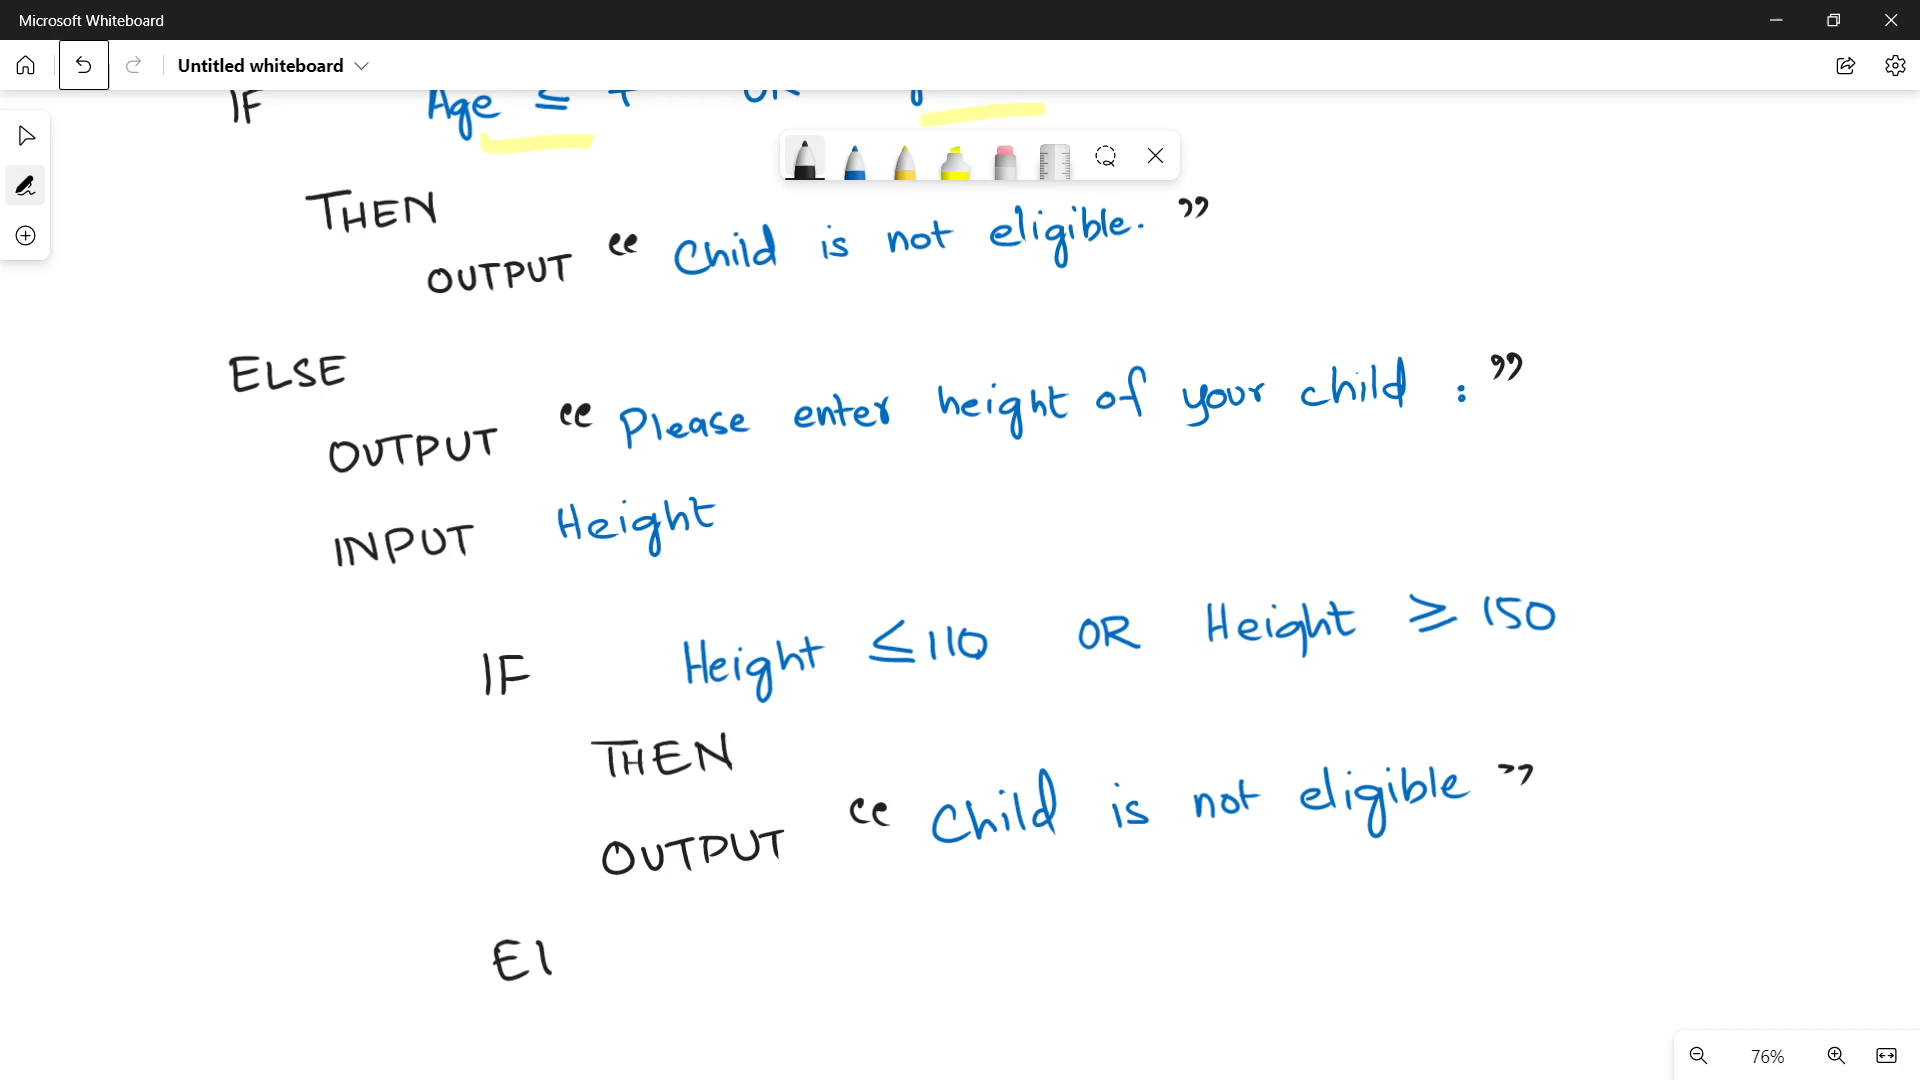 Microsoft Whiteboard
Untitled whiteboard
IF Age ≤
THEN
OUTPUT “ Child is not eligible. ”
ELSE
OUTPUT “ Please enter height of your child : ”
INPUT Height
IF Height ≤ 110 OR Height ≥ 150
THEN
OUTPUT “ Child is not eligible ”
El
76%